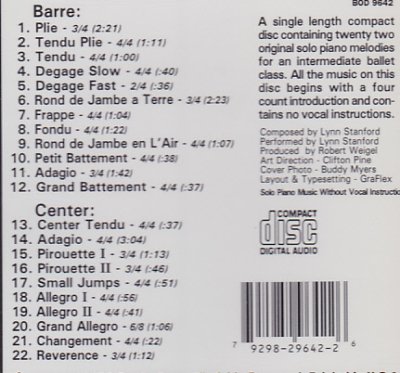 Barre:
1. Plie - 3/4 (2:21)
2. Tendu Plie - 4/4 (1:11)
3. Tendu - 4/4 (1:00)
4. Degage Slow - 4/4 (:40)
5. Degage Fast - 2/4 (:36)
6. Rond de Jambe a Terre - 3/4 (2:23)
7. Frappe - 4/4 (1:04)
8. Fondu - 4/4 (1:22)
9. Rond de Jambe en L'Air - 4/4 (1:07)
10. Petit Battement - 4/4 (:38)
11. Adagio - 3/4 (1:42)
12. Grand Battement - 4/4 (:37)
Center:
13. Center Tendu - 4/4 (:37)
14. Adagio - 4/4 (3:04)
15. Pirouette I - 3/4 (1:13)
16. Pirouette II - 3/4 (:46)
17. Small Jumps - 4/4 (:51)
18. Allegro I - 4/4 (:56)
19. Allegro II - 4/4 (:41)
20. Grand Allegro - 6/8 (1:06)
21. Changement - 4/4 (:22)
22. Reverence - 3/4 (1:12)
BOD 9642
A single length compact
disc containing twenty two
original solo piano melodies
for an intermediate ballet
class. All the music on this
disc begins with a four
count introduction and con-
tains no vocal instructions.
Composed by Lynn Stanford
Performed by Lynn Stanford
Produced by Robert Weigel
Art Direction - Clifton Pine
Cover Photo - Buddy Myers
Layout & Typesetting - GraFlex
Solo Piano Music Without Vocal Instructio
COMPACT
disc
DIGITAL AUDIO
7 9298-29642-2 6